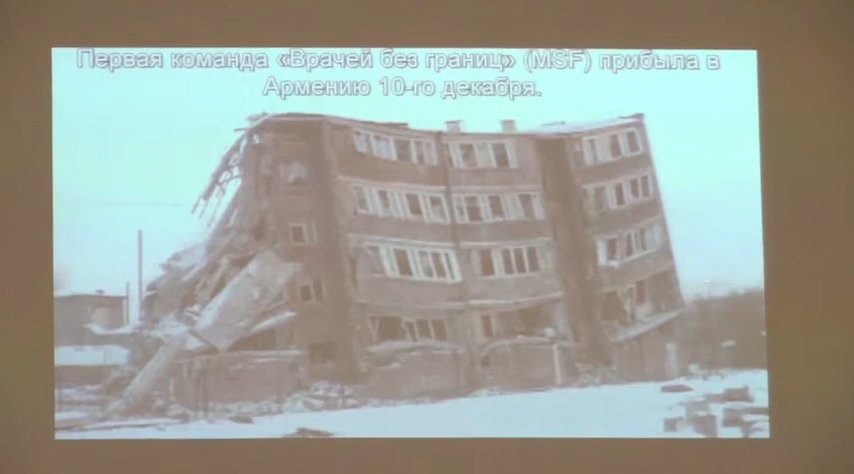 Первая команда «Врачей без границ» (MSF) прибыла в
Армению 10-го декабря.